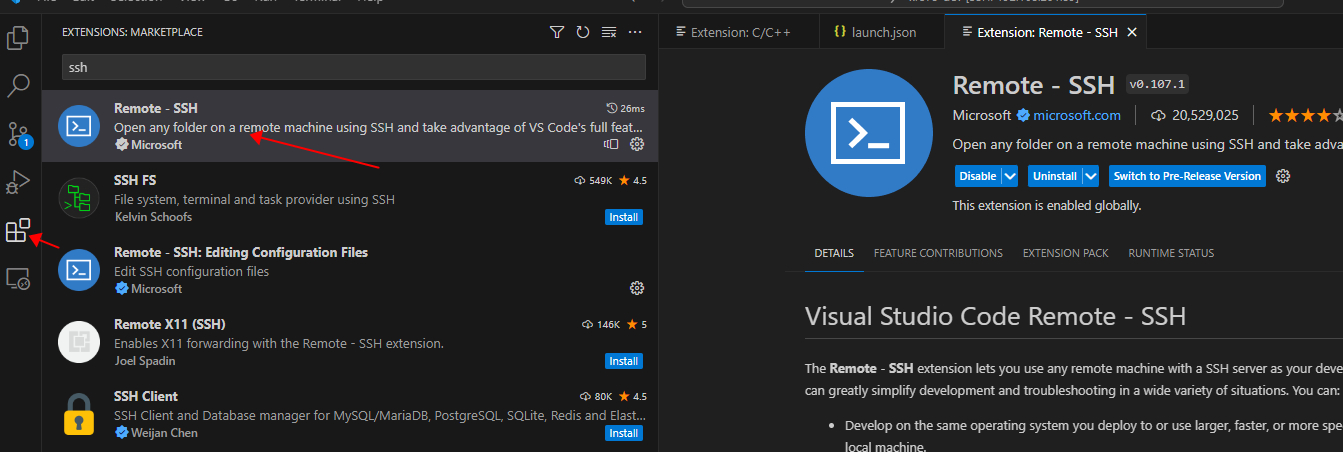 EXTENSIONS: MARKETPLACE
ssh
Remote - SSH
26ms
Open any folder on a remote machine using SSH and take advantage of VS Code's full feat...
Microsoft
SSH FS
549K 4.5
File system, terminal and task provider using SSH
Kelvin Schoofs
Install
Remote - SSH: Editing Configuration Files
Edit SSH configuration files
Microsoft
Remote X11 (SSH)
146K 5
Enables X11 forwarding with the Remote - SSH extension.
Joel Spadin
Install
SSH Client
80K 4.5
SSH Client and Database manager for MySQL/MariaDB, PostgreSQL, SQLite, Redis and Elast...
Weijan Chen
Install
1
Extension: C/C++
{} launch.json
Extension: Remote - SSH
Remote - SSH v0.107.1
Microsoft microsoft.com 20,529,025
Open any folder on a remote machine using SSH and take adva
Disable Uninstall Switch to Pre-Release Version
This extension is enabled globally.
DETAILS FEATURE CONTRIBUTIONS EXTENSION PACK RUNTIME STATUS
Visual Studio Code Remote - SSH
The Remote - SSH extension lets you use any remote machine with a SSH server as your deve
can greatly simplify development and troubleshooting in a wide variety of situations. You can:
• Develop on the same operating system you deploy to or use larger, faster, or more spe
local machine.